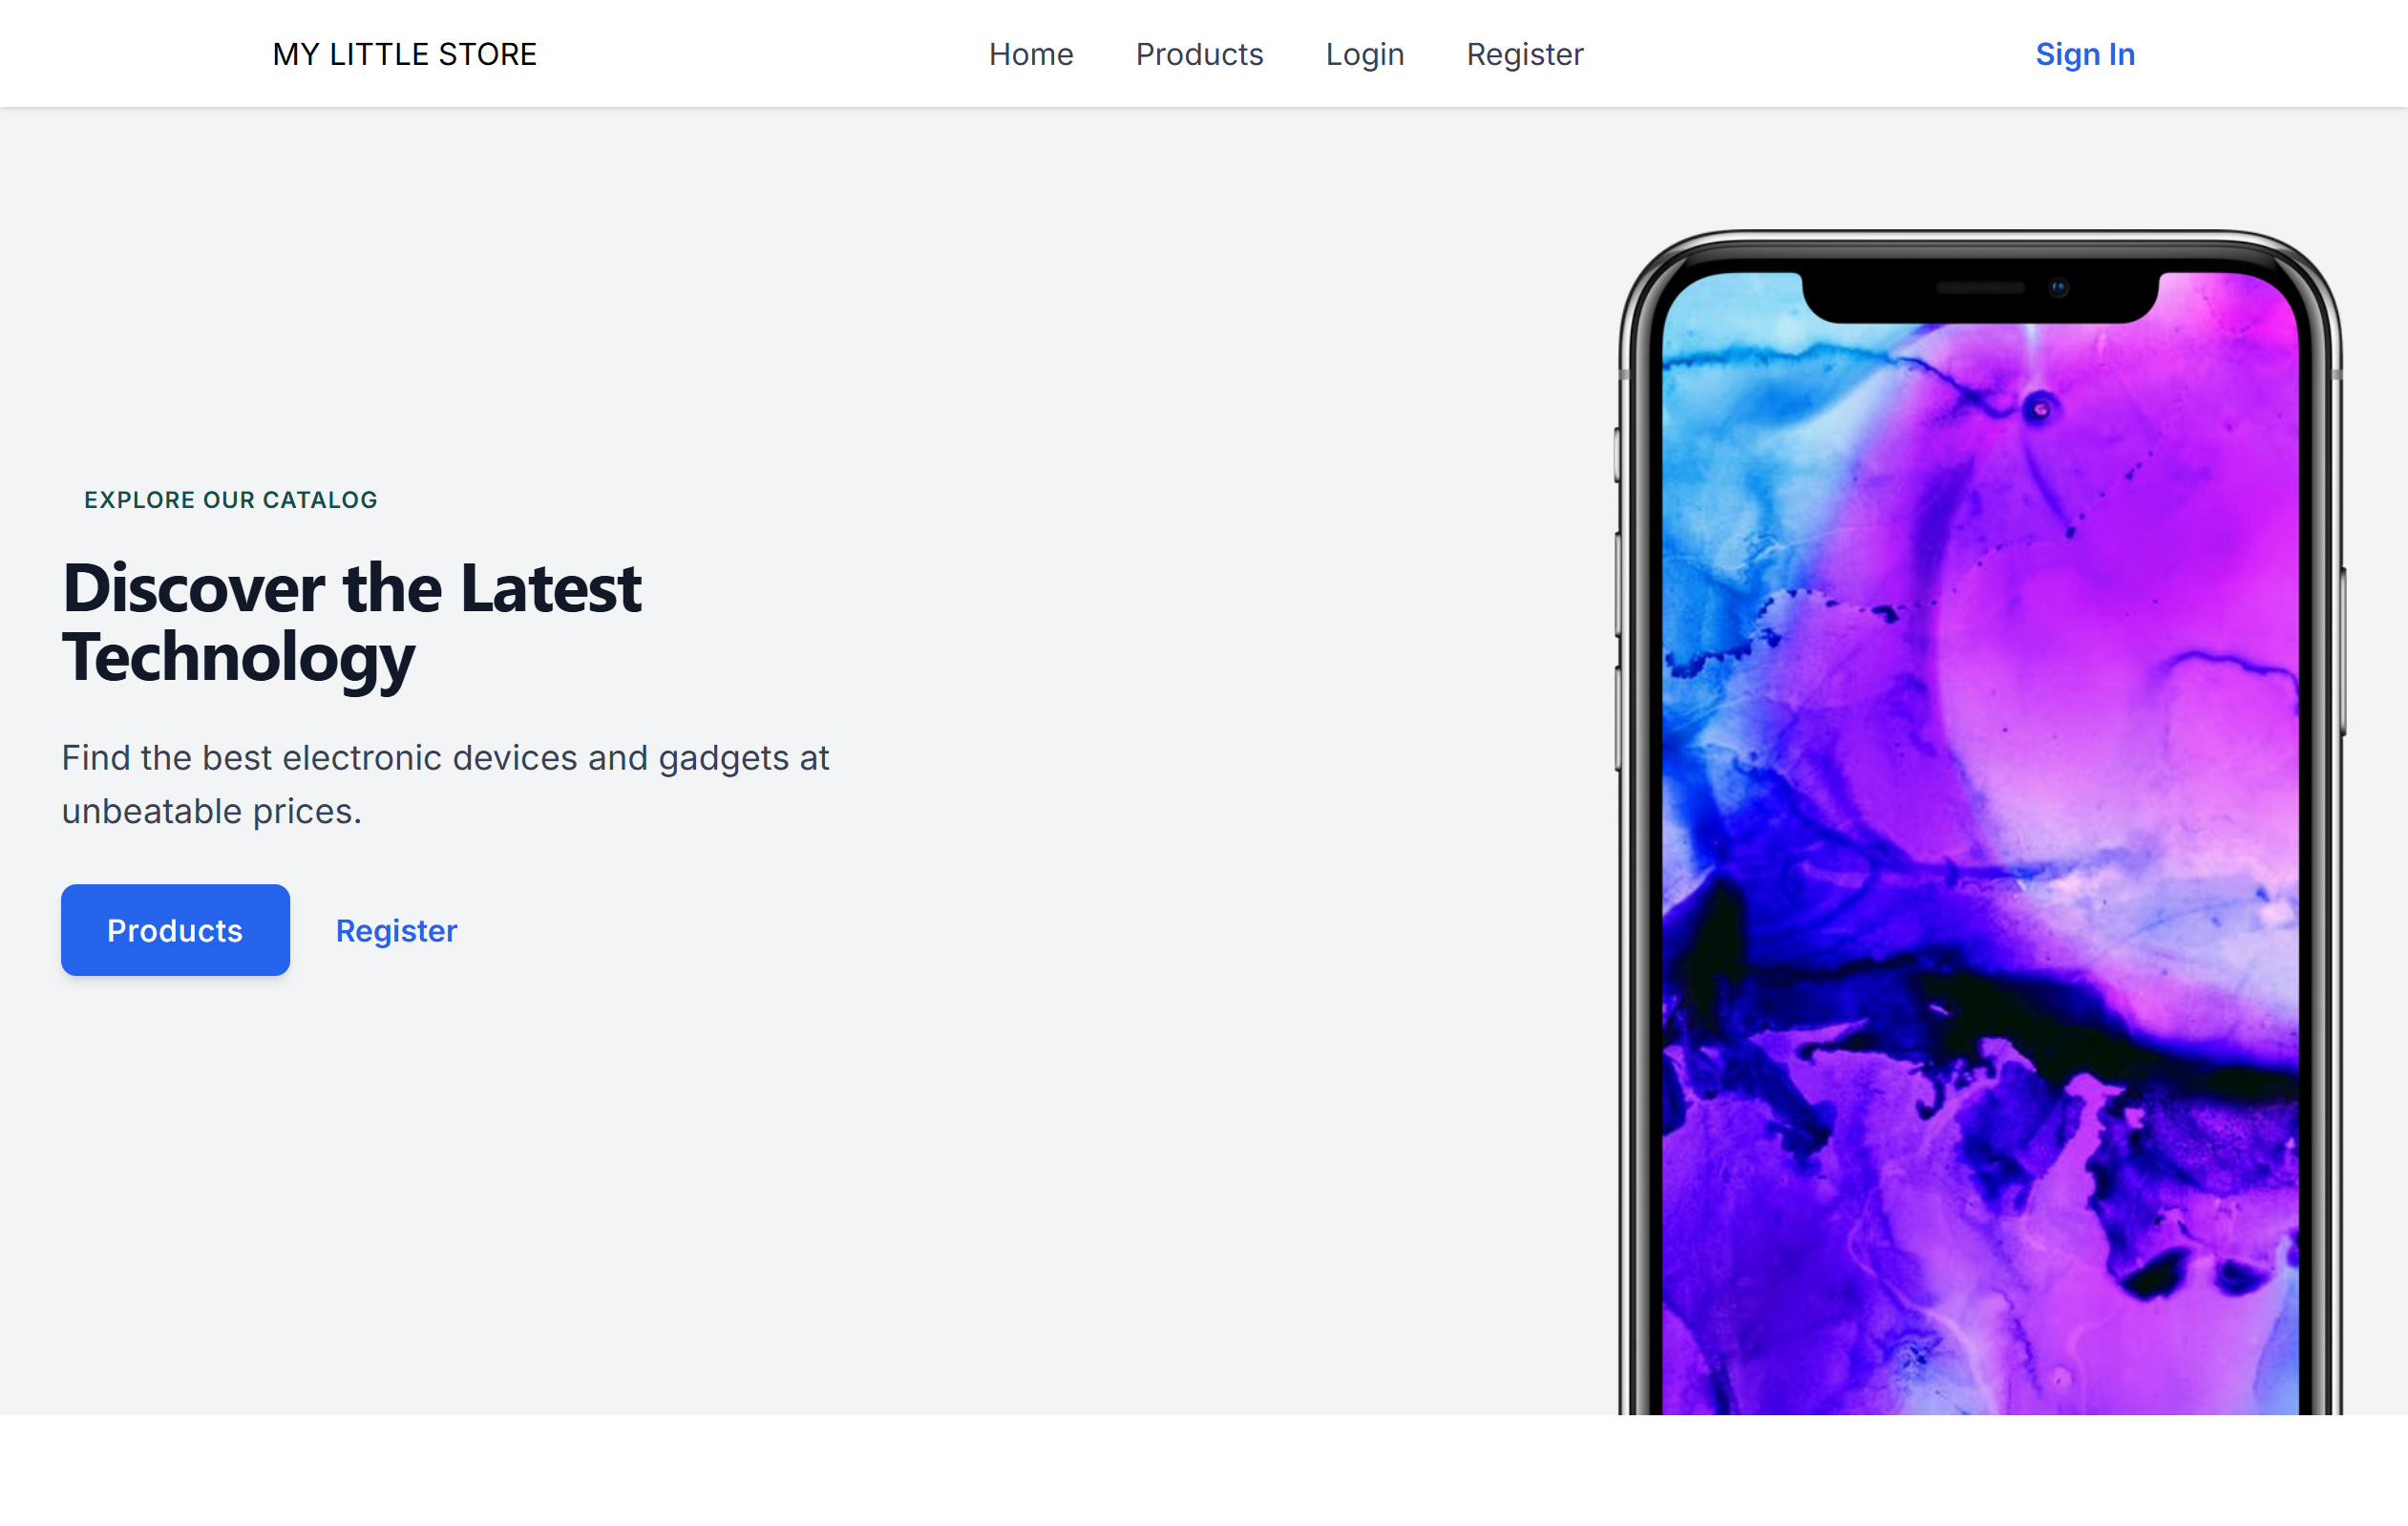 MY LITTLE STORE
Home Products Login Register
Sign In
EXPLORE OUR CATALOG
Discover the Latest
Technology
Find the best electronic devices and gadgets at
unbeatable prices.
Products Register